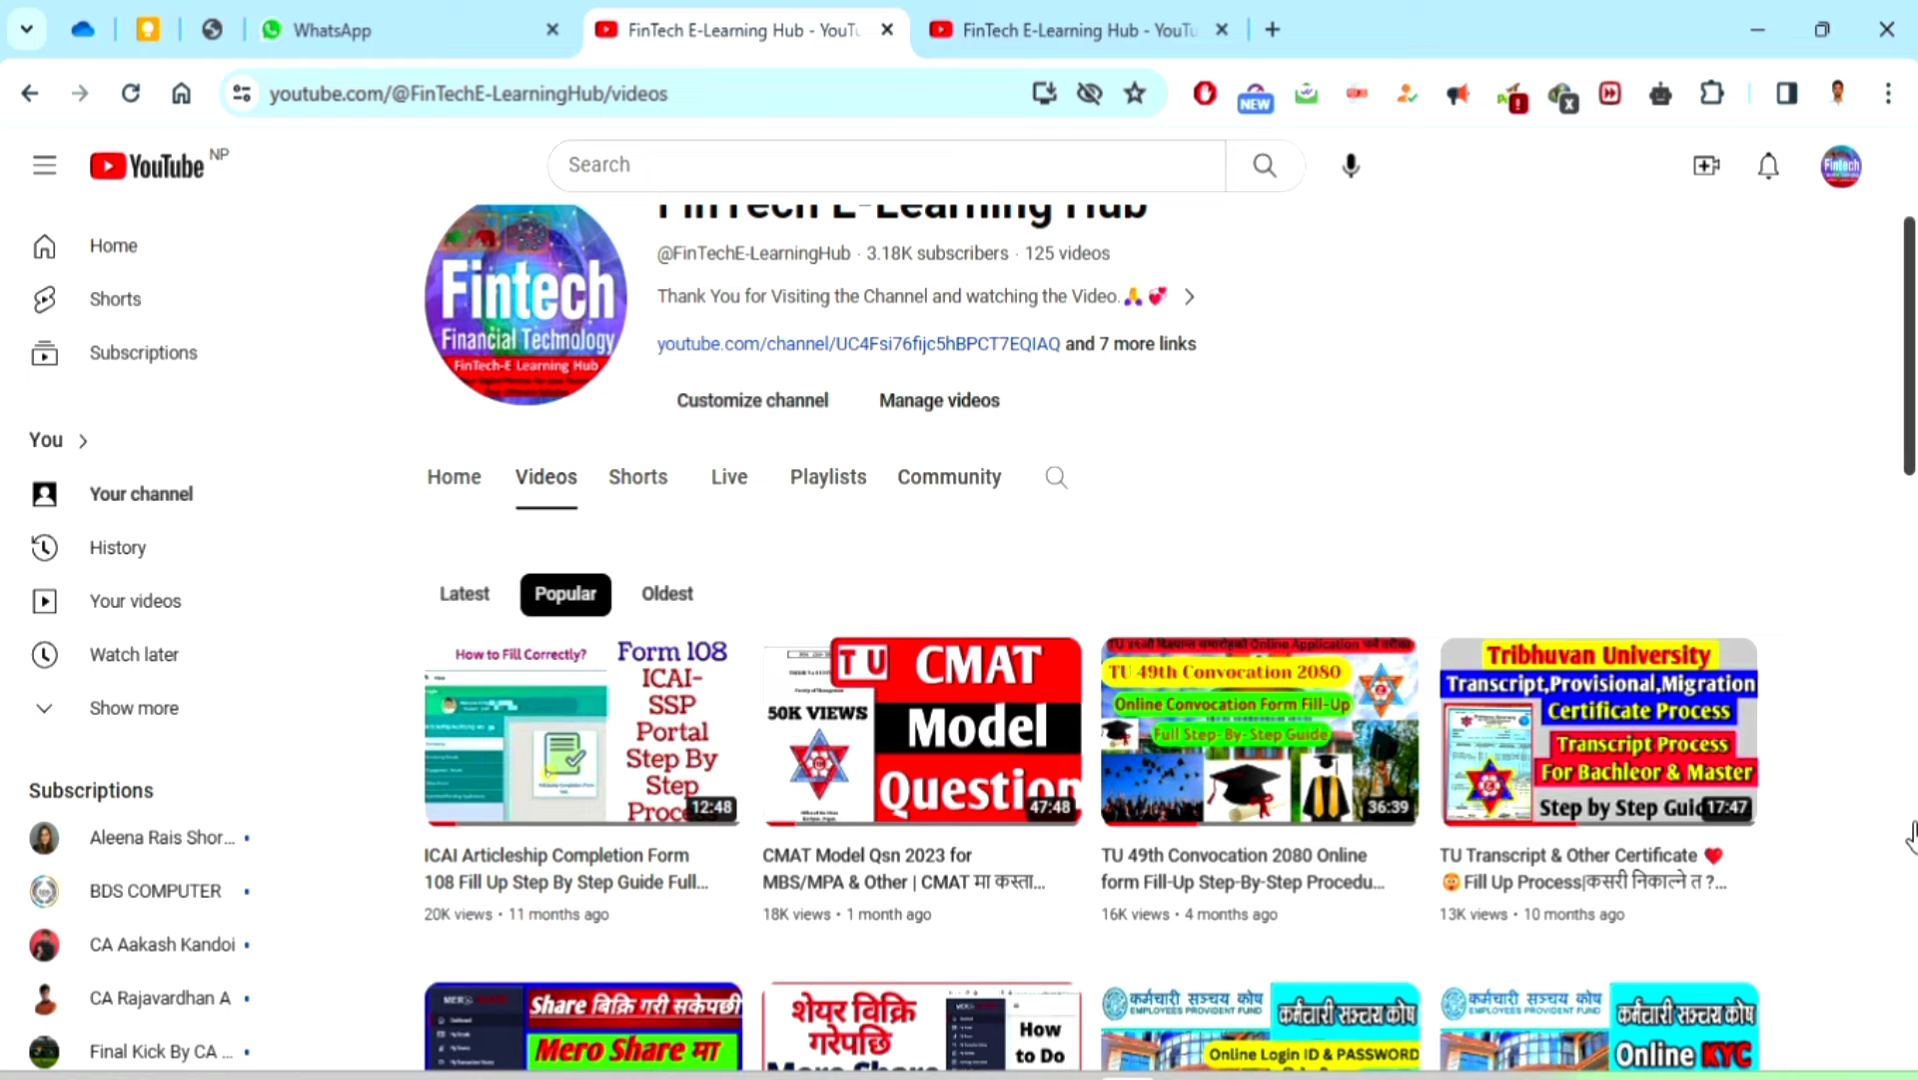 WhatsApp
FinTech E-Learning Hub - YouTu
FinTech E-Learning Hub - YouTu
youtube.com/@FinTechE-LearningHub/videos
NEW
YouTube NP
Search
Fintech
FinTech E-Learning Hub
@FinTechE-LearningHub · 3.18K subscribers · 125 videos
Thank You for Visiting the Channel and watching the Video.🙏 💞
youtube.com/channel/UC4Fsi76fijc5hBPCT7EQIAQ and 7 more links
Customize channel
Manage videos
Fintech
Financial Technology
FinTech-E Learning Hub
Home
Shorts
Subscriptions
You
Your channel
History
Your videos
Watch later
Show more
Subscriptions
Aleena Rais Shor...
BDS COMPUTER
CA Aakash Kandoi
CA Rajavardhan A
Final Kick By CA ...
Home Videos Shorts Live Playlists Community
Latest Popular Oldest
How to Fill Correctly?
Form 108
ICAI-
SSP
Portal
Step By
Step
Proce
12:48
ICAI Articleship Completion Form
108 Fill Up Step By Step Guide Full...
20K views • 11 months ago
TU CMAT
Model
Question
50K VIEWS
47:48
CMAT Model Qsn 2023 for
MBS/MPA & Other | CMAT मा कस्ता...
18K views • 1 month ago
TU 49th Convocation 2080
Online Convocation Form Fill-Up
Full Step-By-Step Guide
36:39
TU 49th Convocation 2080 Online
form Fill-Up Step-By-Step Procedu...
16K views • 4 months ago
Tribhuvan University
Transcript,Provisional,Migration
Certificate Process
Transcript Process
For Bachleor & Master
Step by Step Guid
17:47
TU Transcript & Other Certificate ❤️
😳Fill Up Process|कसरी निकाल्ने त ?...
13K views • 10 months ago
Share बिक्रि गरी सकेपछी
Mero Share मा
शेयर विक्रि
गरेपछि
Mero Share
How
to Do
कर्मचारी सञ्चय कोष
EMPLOYEES PROVIDENT FUND
कर्मचारी सञ्चय कोष
Online Login ID & PASSWORD
कर्मचारी सञ्चय कोष
EMPLOYEES PROVIDENT FUND
कर्मचारी सञ्चय कोष
Online KYC